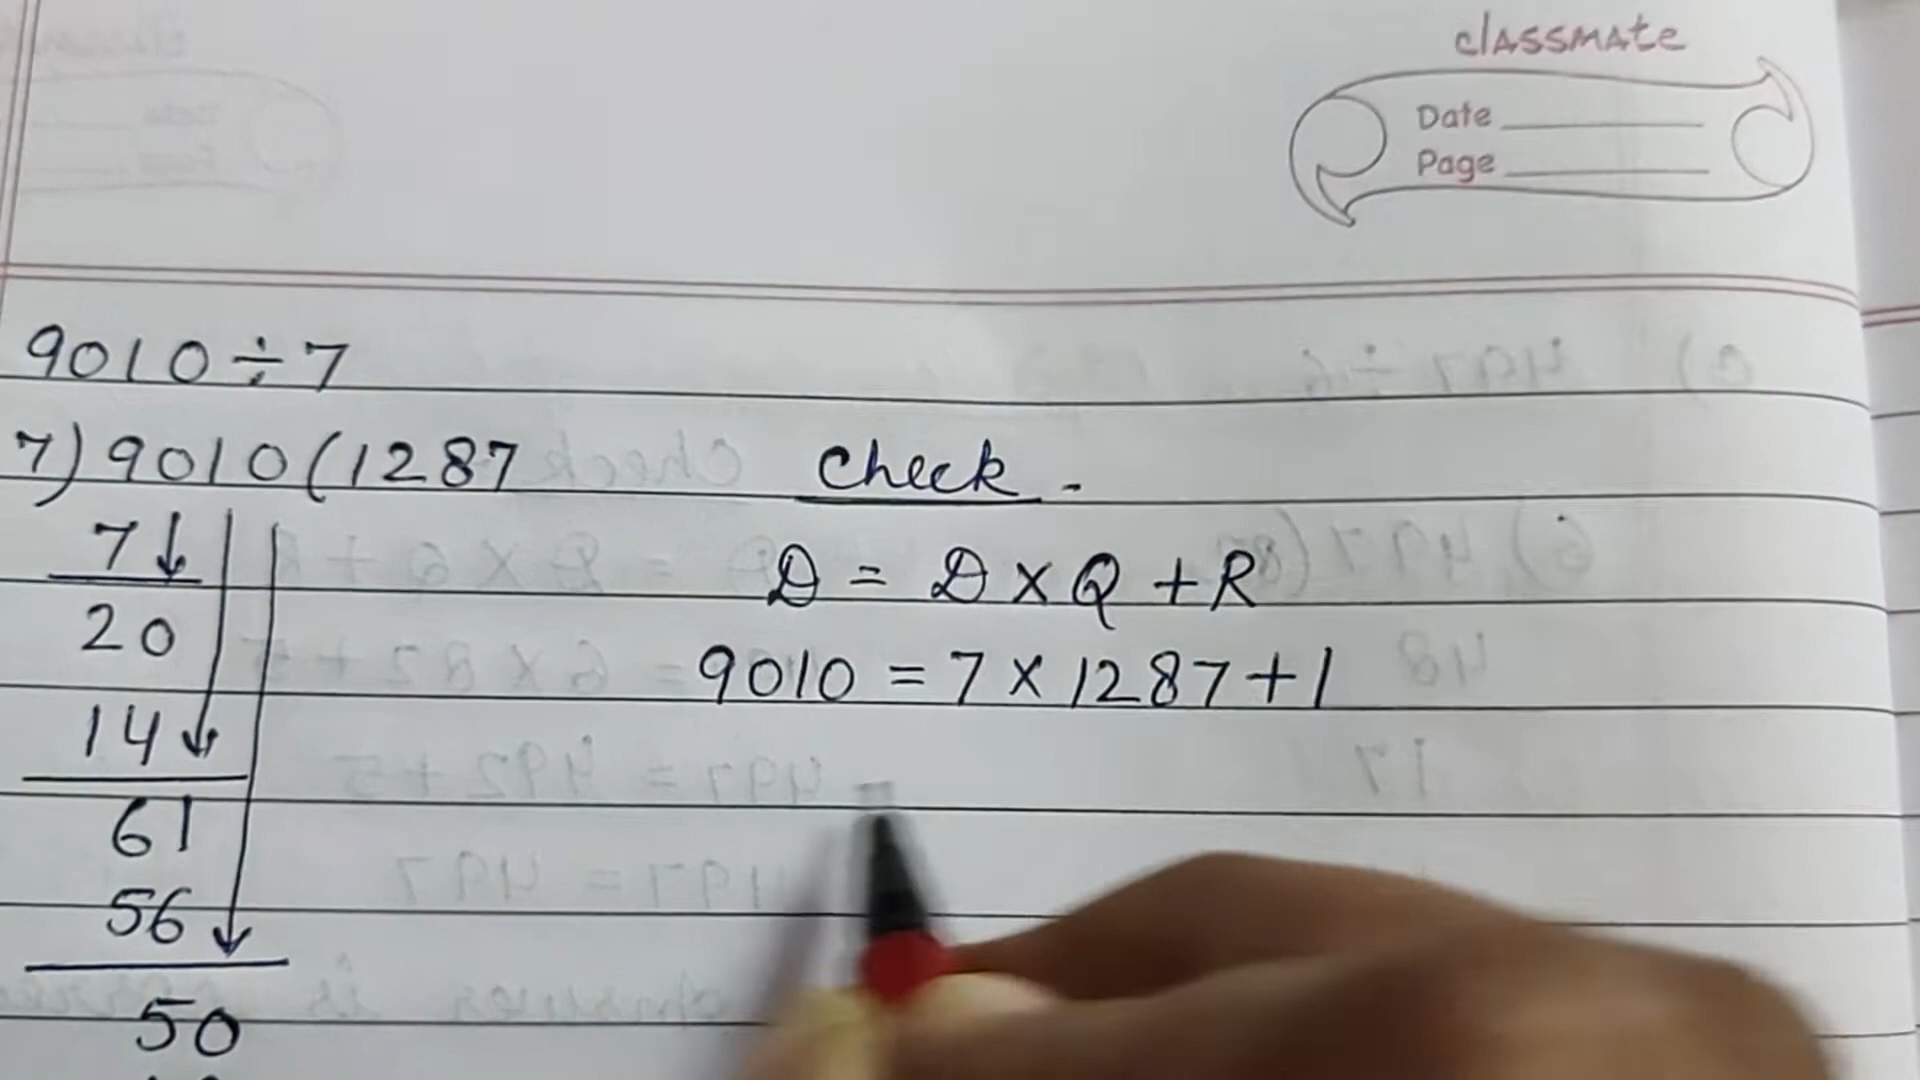 classmate
Date
Page
9010÷7
7)9010(1287
Check -
7
D = D×Q+R
20
9010 = 7×1287+1
14
61
56
50